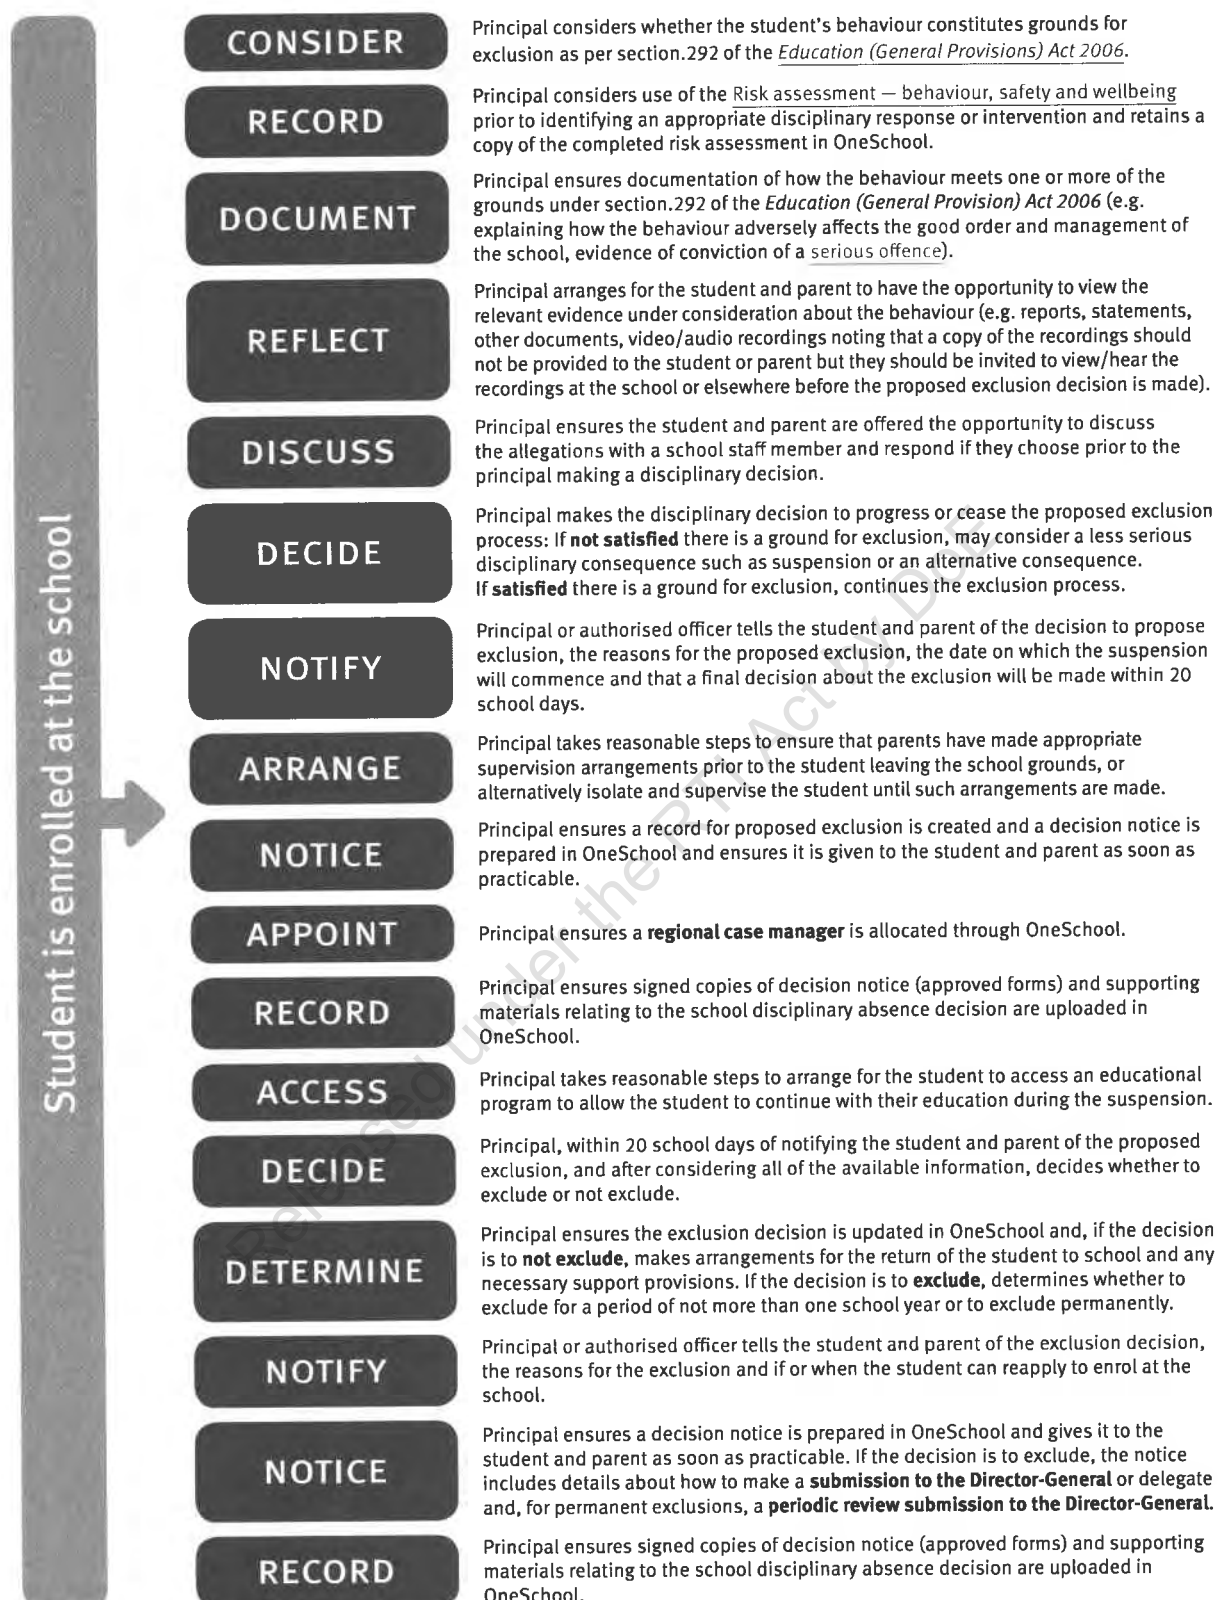 Student is enrolled at the school
CONSIDER
Principal considers whether the student's behaviour constitutes grounds for
exclusion as per section.292 of the Education (General Provisions) Act 2006.
RECORD
Principal considers use of the Risk assessment — behaviour, safety and wellbeing
prior to identifying an appropriate disciplinary response or intervention and retains a
copy of the completed risk assessment in OneSchool.
DOCUMENT
Principal ensures documentation of how the behaviour meets one or more of the
grounds under section.292 of the Education (General Provision) Act 2006 (e.g.
explaining how the behaviour adversely affects the good order and management of
the school, evidence of conviction of a serious offence).
REFLECT
Principal arranges for the student and parent to have the opportunity to view the
relevant evidence under consideration about the behaviour (e.g. reports, statements,
other documents, video/audio recordings noting that a copy of the recordings should
not be provided to the student or parent but they should be invited to view/hear the
recordings at the school or elsewhere before the proposed exclusion decision is made).
DISCUSS
Principal ensures the student and parent are offered the opportunity to discuss
the allegations with a school staff member and respond if they choose prior to the
principal making a disciplinary decision.
DECIDE
Principal makes the disciplinary decision to progress or cease the proposed exclusion
process: If not satisfied there is a ground for exclusion, may consider a less serious
disciplinary consequence such as suspension or an alternative consequence.
If satisfied there is a ground for exclusion, continues the exclusion process.
NOTIFY
Principal or authorised officer tells the student and parent of the decision to propose
exclusion, the reasons for the proposed exclusion, the date on which the suspension
will commence and that a final decision about the exclusion will be made within 20
school days.
ARRANGE
Principal takes reasonable steps to ensure that parents have made appropriate
supervision arrangements prior to the student leaving the school grounds, or
alternatively isolate and supervise the student until such arrangements are made.
NOTICE
Principal ensures a record for proposed exclusion is created and a decision notice is
prepared in OneSchool and ensures it is given to the student and parent as soon as
practicable.
APPOINT
Principal ensures a regional case manager is allocated through OneSchool.
RECORD
Principal ensures signed copies of decision notice (approved forms) and supporting
materials relating to the school disciplinary absence decision are uploaded in
OneSchool.
ACCESS
Principal takes reasonable steps to arrange for the student to access an educational
program to allow the student to continue with their education during the suspension.
DECIDE
Principal, within 20 school days of notifying the student and parent of the proposed
exclusion, and after considering all of the available information, decides whether to
exclude or not exclude.
DETERMINE
Principal ensures the exclusion decision is updated in OneSchool and, if the decision
is to not exclude, makes arrangements for the return of the student to school and any
necessary support provisions. If the decision is to exclude, determines whether to
exclude for a period of not more than one school year or to exclude permanently.
NOTIFY
Principal or authorised officer tells the student and parent of the exclusion decision,
the reasons for the exclusion and if or when the student can reapply to enrol at the
school.
NOTICE
Principal ensures a decision notice is prepared in OneSchool and gives it to the
student and parent as soon as practicable. If the decision is to exclude, the notice
includes details about how to make a submission to the Director-General or delegate
and, for permanent exclusions, a periodic review submission to the Director-General.
RECORD
Principal ensures signed copies of decision notice (approved forms) and supporting
materials relating to the school disciplinary absence decision are uploaded in
OneSchool.
Released under the RTI Act by DoE